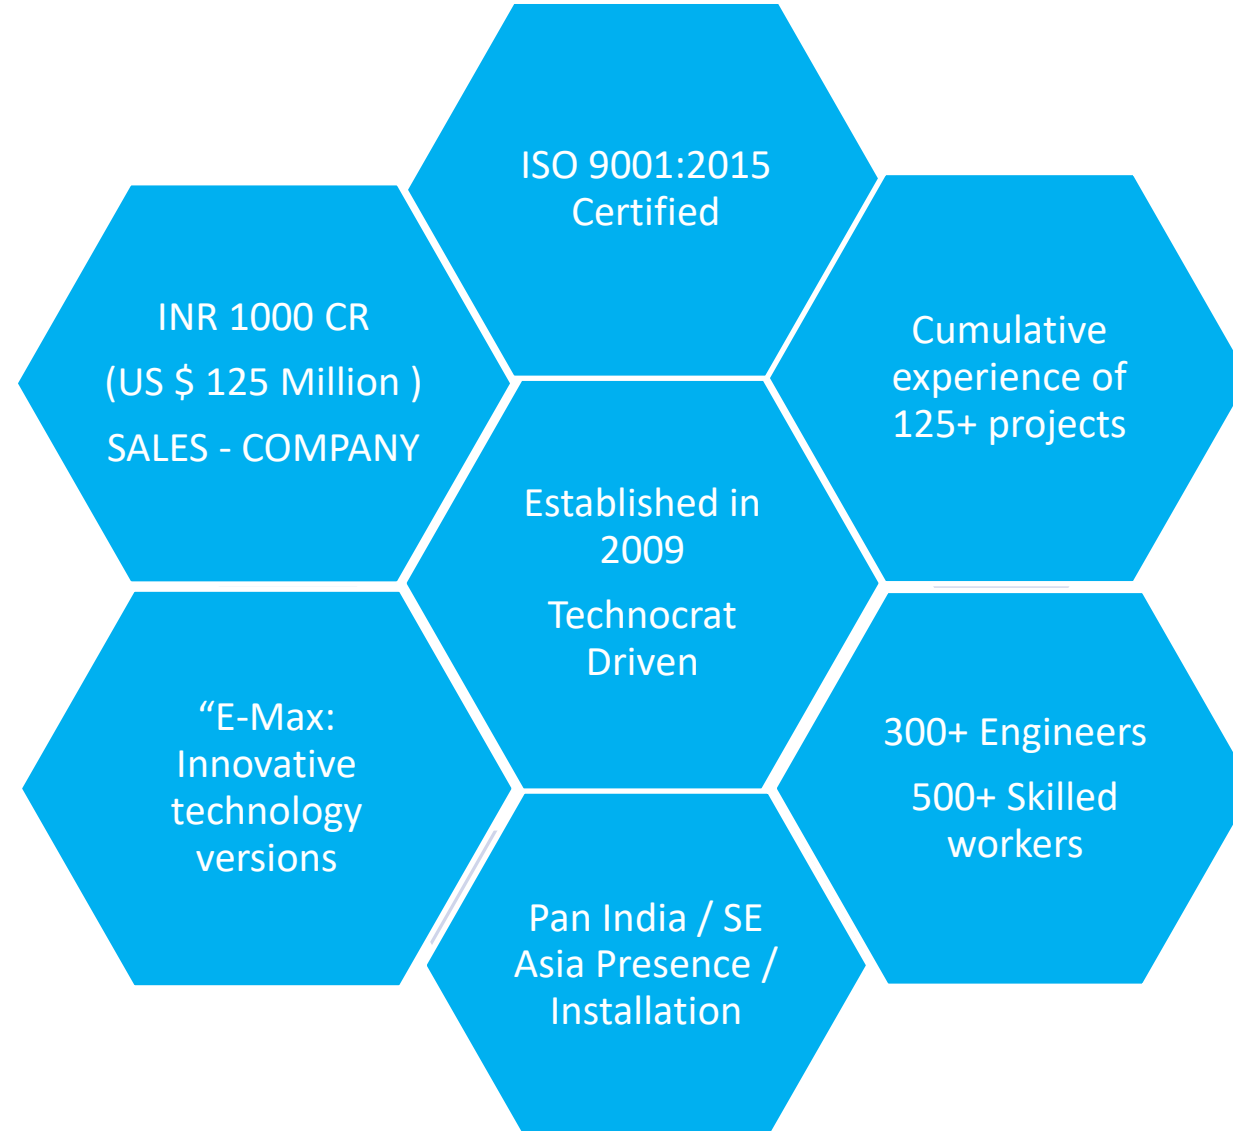 ISO 9001:2015
Certified
INR 1000 CR
(US $ 125 Million )
SALES - COMPANY
Cumulative
experience of
125+ projects
Established in
2009
Technocrat
Driven
“E-Max:
Innovative
technology
versions
300+ Engineers
500+ Skilled
workers
Pan India / SE
Asia Presence /
Installation